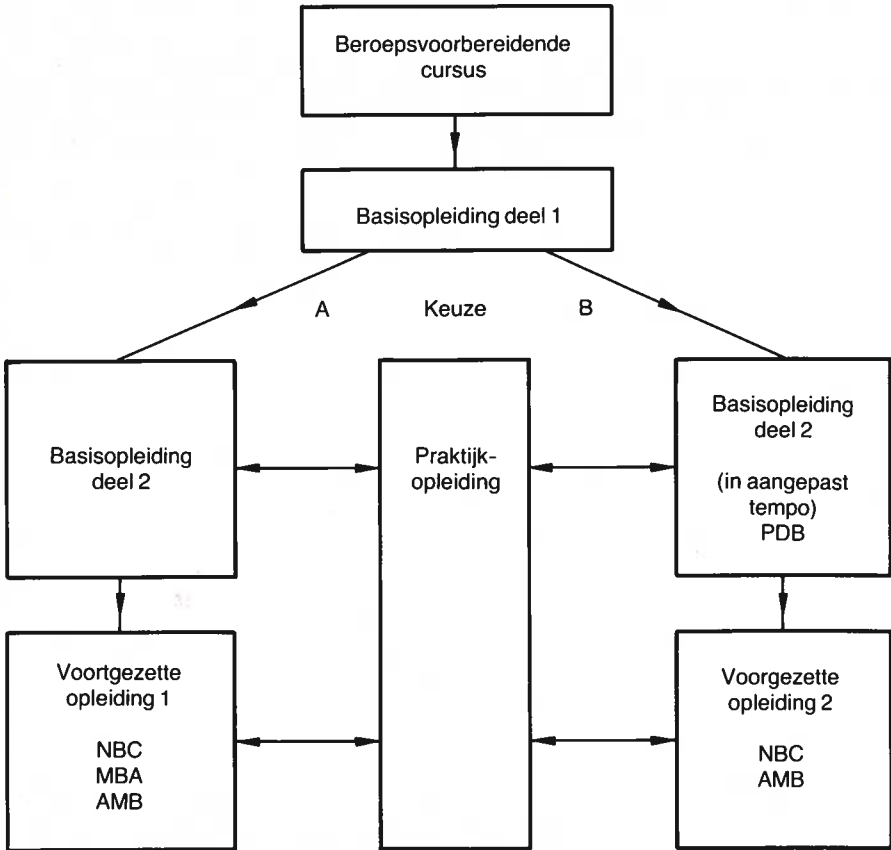 Beroepsvoorbereidende
cursus
Basisopleiding deel 1
A
Keuze
B
Basisopleiding
deel 2
Praktijk-
opleiding
Basisopleiding
deel 2
(in aangepast
tempo)
PDB
Voortgezette
opleiding 1
NBC
MBA
AMB
Voorgezette
opleiding 2
NBC
AMB